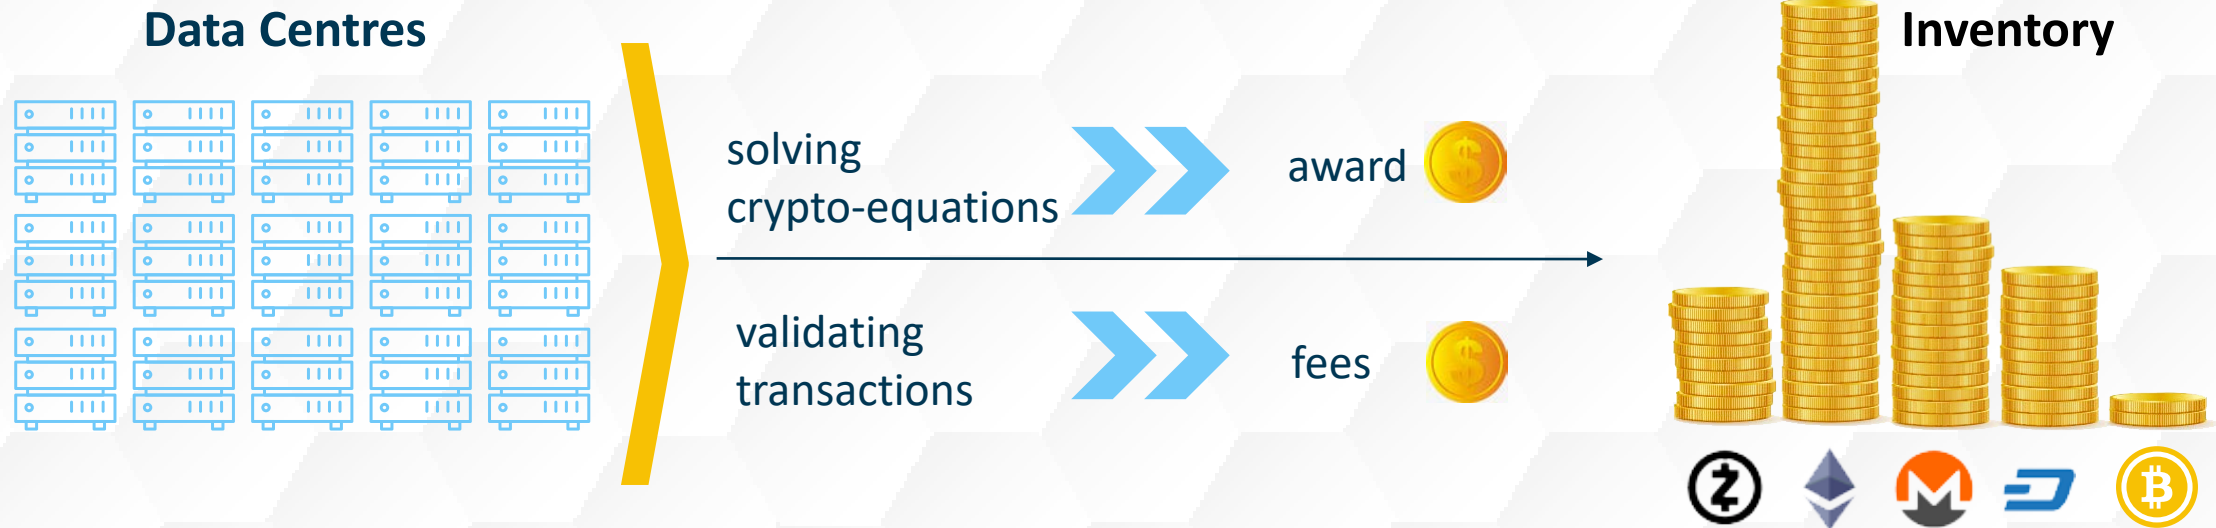 Data Centres
Inventory
solving
crypto-equations
award
validating
transactions
fees